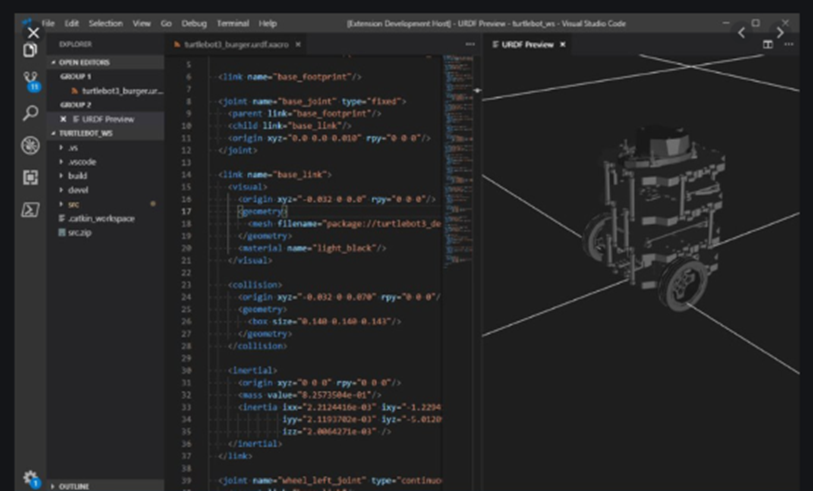 File Edit Selection View Go Debug Terminal Help
[Extension Development Host] - URDF Preview - turtlebot_ws - Visual Studio Code
EXPLORER
OPEN EDITORS
GROUP 1
turtlebot3_burger.ur...
GROUP 2
URDF Preview
TURTLEBOT_WS
.vs
.vscode
build
devel
src
.catkin_workspace
src.zip
OUTLINE
11
1
turtlebot3_burger.urdf.xacro
5
6 <link name="base_footprint"/>
7
8 <joint name="base_joint" type="fixed">
9 <parent link="base_footprint"/>
10 <child link="base_link"/>
11 <origin xyz="0.0 0.0 0.010" rpy="0 0 0"/>
12 </joint>
13
14 <link name="base_link">
15 <visual>
16 <origin xyz="-0.032 0 0.0" rpy="0 0 0"/>
17 <geometry>
18 <mesh filename="package://turtlebot3_de
19 </geometry>
20 <material name="light_black"/>
21 </visual>
22
23 <collision>
24 <origin xyz="-0.032 0 0.070" rpy="0 0 0"/
25 <geometry>
26 <box size="0.140 0.140 0.143"/>
27 </geometry>
28 </collision>
29
30 <inertial>
31 <origin xyz="0 0 0" rpy="0 0 0"/>
32 <mass value="8.2573504e-01"/>
33 <inertia ixx="2.2124416e-03" ixy="-1.2294
34 iyy="2.1193702e-03" iyz="-5.0120
35 izz="2.0064271e-03" />
36 </inertial>
37 </link>
38
39 <joint name="wheel_left_joint" type="continuo
URDF Preview